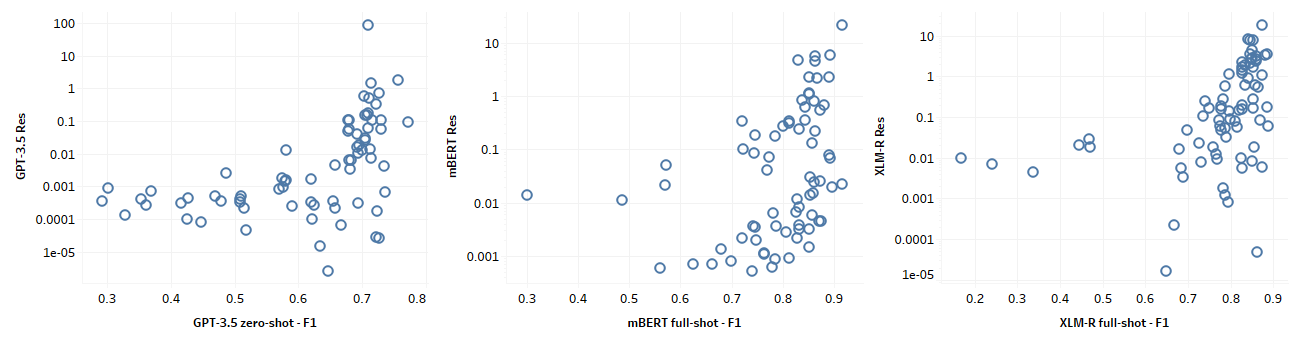 GPT-3.5 Res
100
10
1
0.1
0.01
0.001
0.0001
1e-05
0.3 0.4 0.5 0.6 0.7 0.8
GPT-3.5 zero-shot - F1
mBERT Res
10
1
0.1
0.01
0.001
0.3 0.4 0.5 0.6 0.7 0.8 0.9
mBERT full-shot - F1
XLM-R Res
10
1
0.1
0.01
0.001
0.0001
1e-05
0.2 0.3 0.4 0.5 0.6 0.7 0.8 0.9
XLM-R full-shot - F1